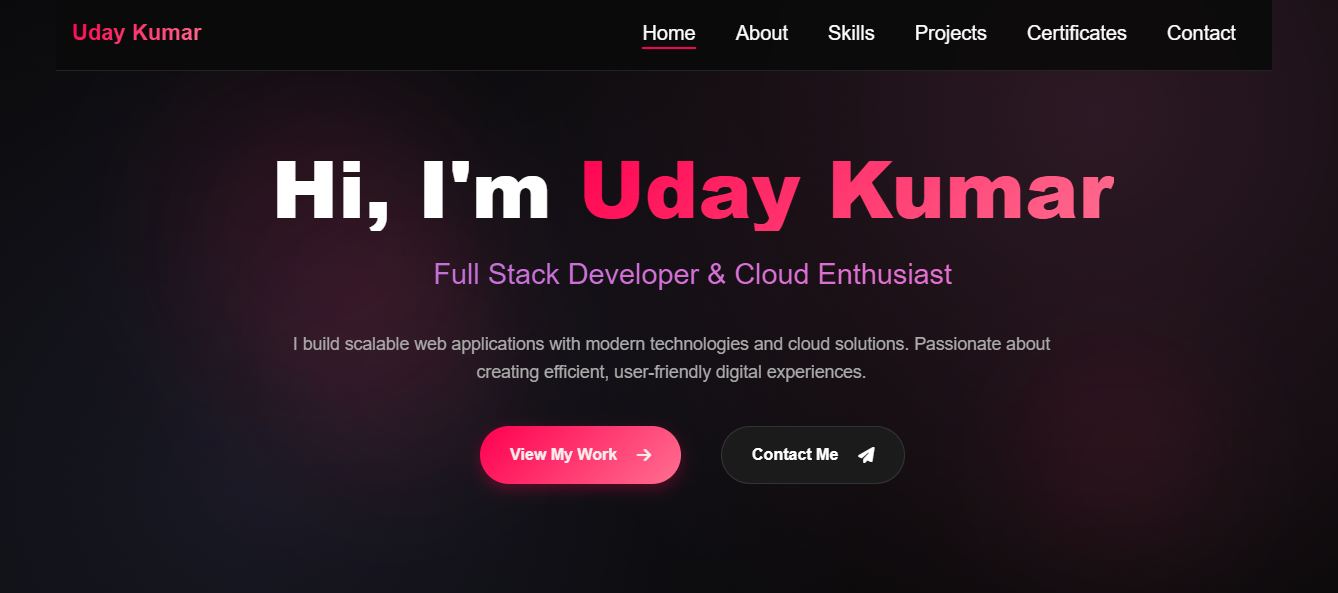 Uday Kumar
Home About Skills Projects Certificates Contact
Hi, I'm Uday Kumar
Full Stack Developer & Cloud Enthusiast
I build scalable web applications with modern technologies and cloud solutions. Passionate about
creating efficient, user-friendly digital experiences.
View My Work
Contact Me